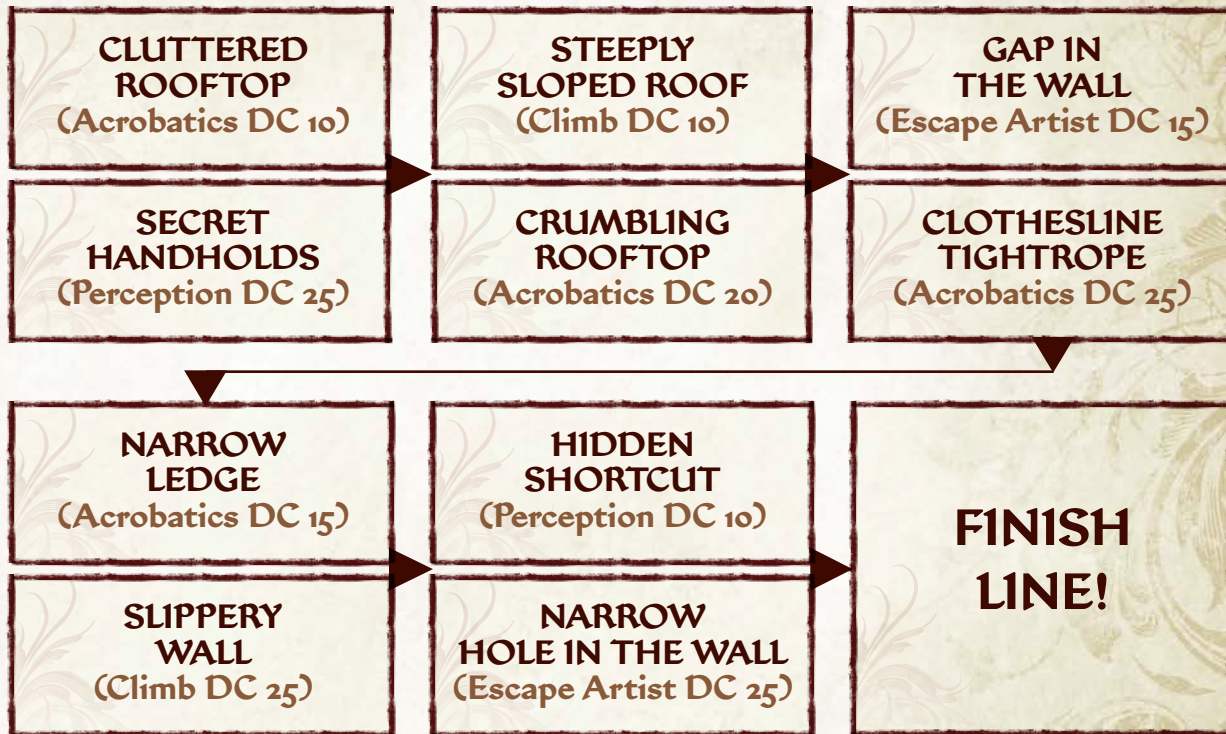 CLUTTERED
ROOFTOP
(Acrobatics DC 10)
SECRET
HANDHOLDS
(Perception DC 25)
STEEPLY
SLOPED ROOF
(Climb DC 10)
CRUMBLING
ROOFTOP
(Acrobatics DC 20)
GAP IN
THE WALL
(Escape Artist DC 15)
CLOTHESLINE
TIGHTROPE
(Acrobatics DC 25)
NARROW
LEDGE
(Acrobatics DC 15)
SLIPPERY
WALL
(Climb DC 25)
HIDDEN
SHORTCUT
(Perception DC 10)
NARROW
HOLE IN THE WALL
(Escape Artist DC 25)
FINISH
LINE!